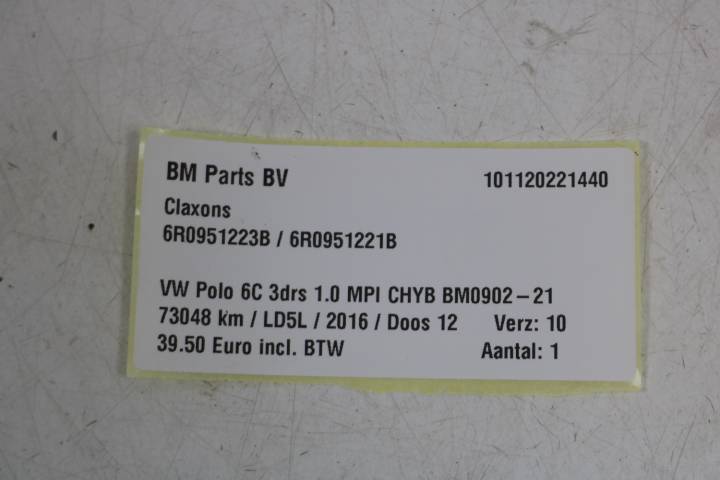 BM Parts BV 101120221440
Claxons
6R0951223B / 6R0951221B
VW Polo 6C 3drs 1.0 MPI CHYB BM0902-21
73048 km / LD5L / 2016 / Doos 12 Verz: 10
39.50 Euro incl. BTW Aantal: 1